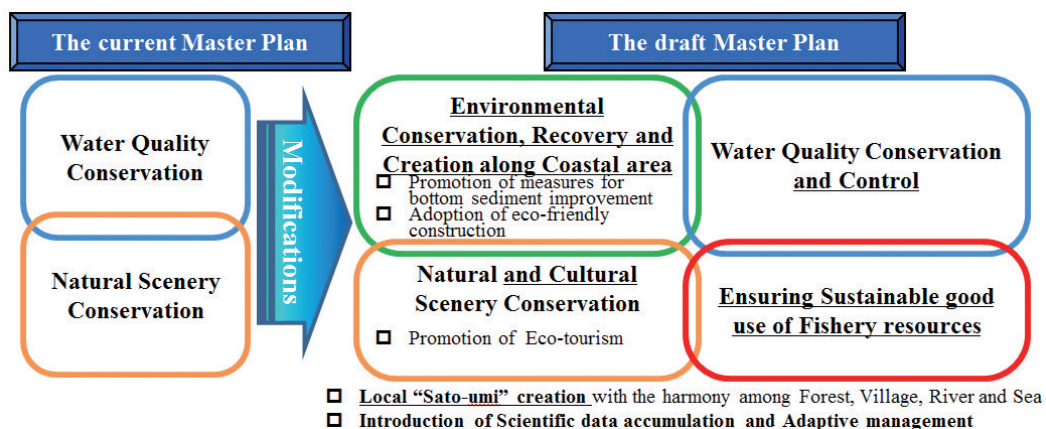 The current Master Plan
The draft Master Plan
Water Quality
Conservation
Natural Scenery
Conservation
Modifications
Environmental
Conservation, Recovery and
Creation along Coastal area
Promotion of measures for
bottom sediment improvement
Adoption of eco-friendly
construction
Water Quality Conservation
and Control
Natural and Cultural
Scenery Conservation
Promotion of Eco-tourism
Ensuring Sustainable good
use of Fishery resources
Local “Sato-umi” creation with the harmony among Forest, Village, River and Sea
Introduction of Scientific data accumulation and Adaptive management